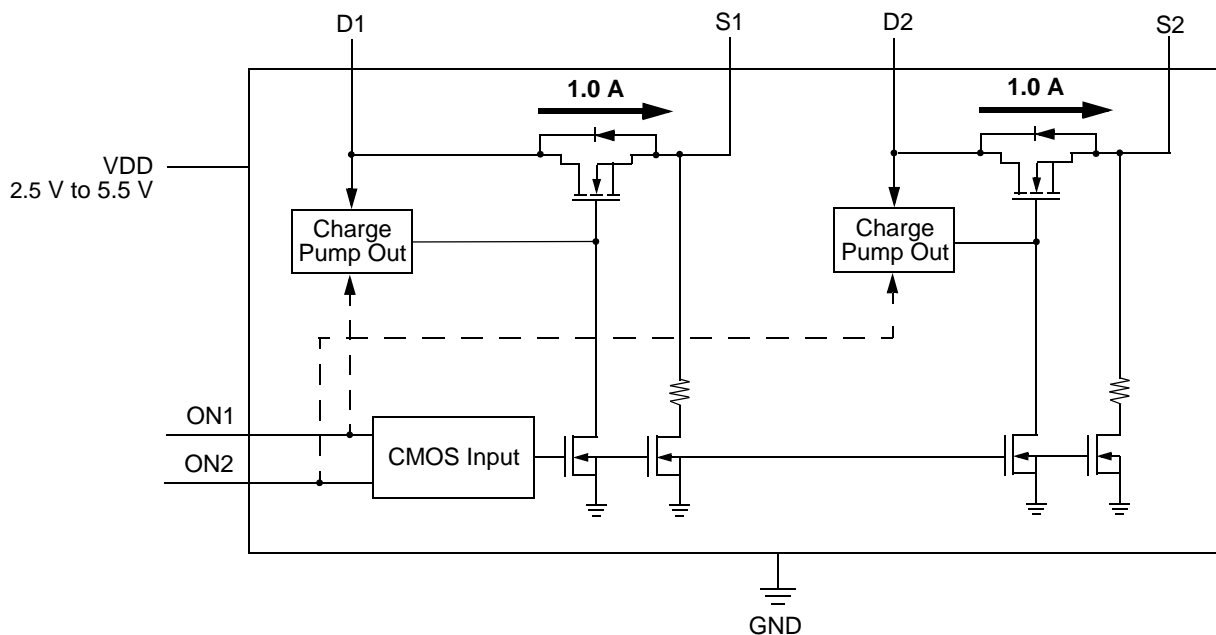 D1
S1
D2
S2
1.0 A
1.0 A
VDD
2.5 V to 5.5 V
Charge
Pump Out
Charge
Pump Out
ON1
ON2
CMOS Input
GND